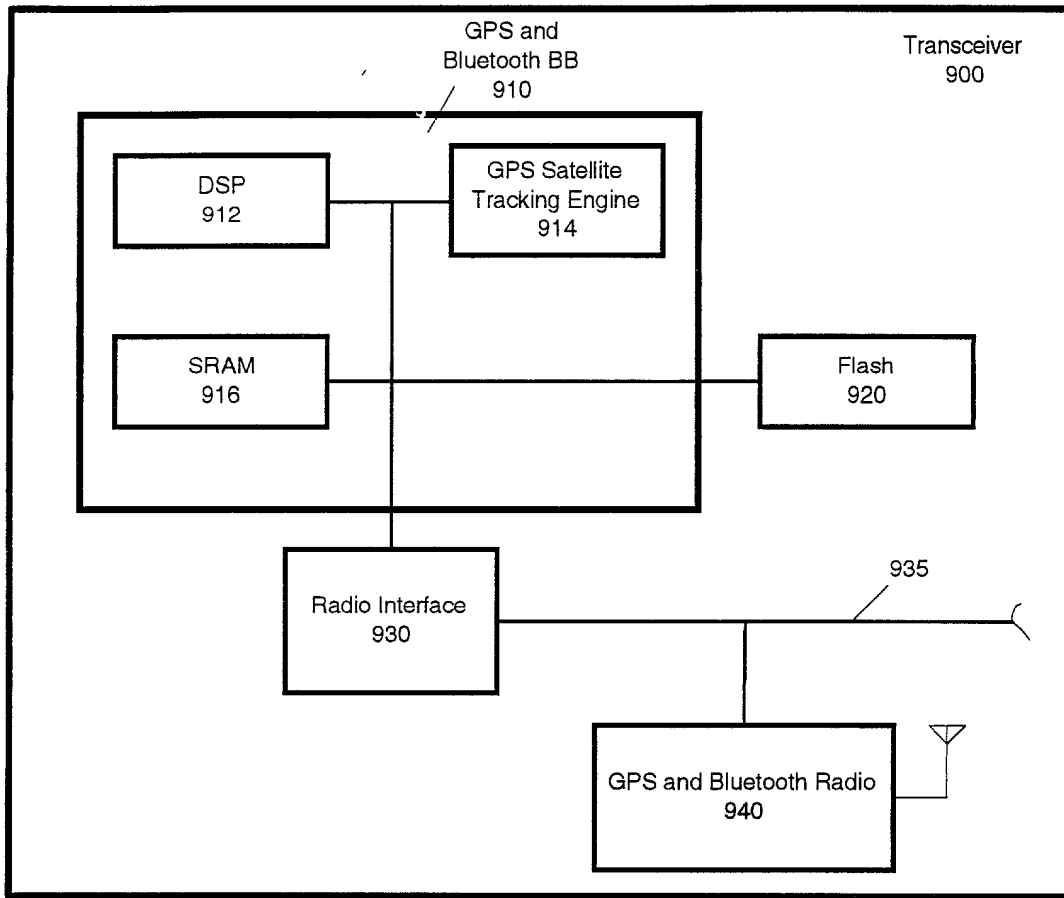 GPS and
Bluetooth BB
910
Transceiver
900
DSP
912
GPS Satellite
Tracking Engine
914
SRAM
916
Flash
920
Radio Interface
930
935
GPS and Bluetooth Radio
940